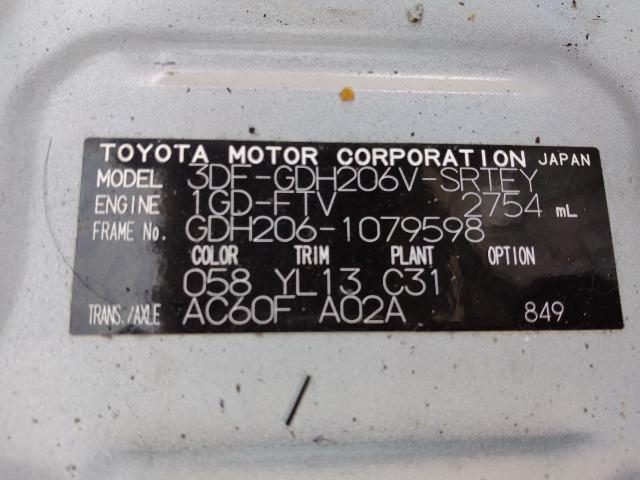 TOYOTA MOTOR CORPORATION JAPAN
MODEL 3DF-GDH206V-SRTEY
ENGINE 1GD-FTV 2754 mL
FRAME No. GDH206-1079598
COLOR TRIM PLANT OPTION
058 YL13 C31
TRANS./AXLE AC60F A02A 849